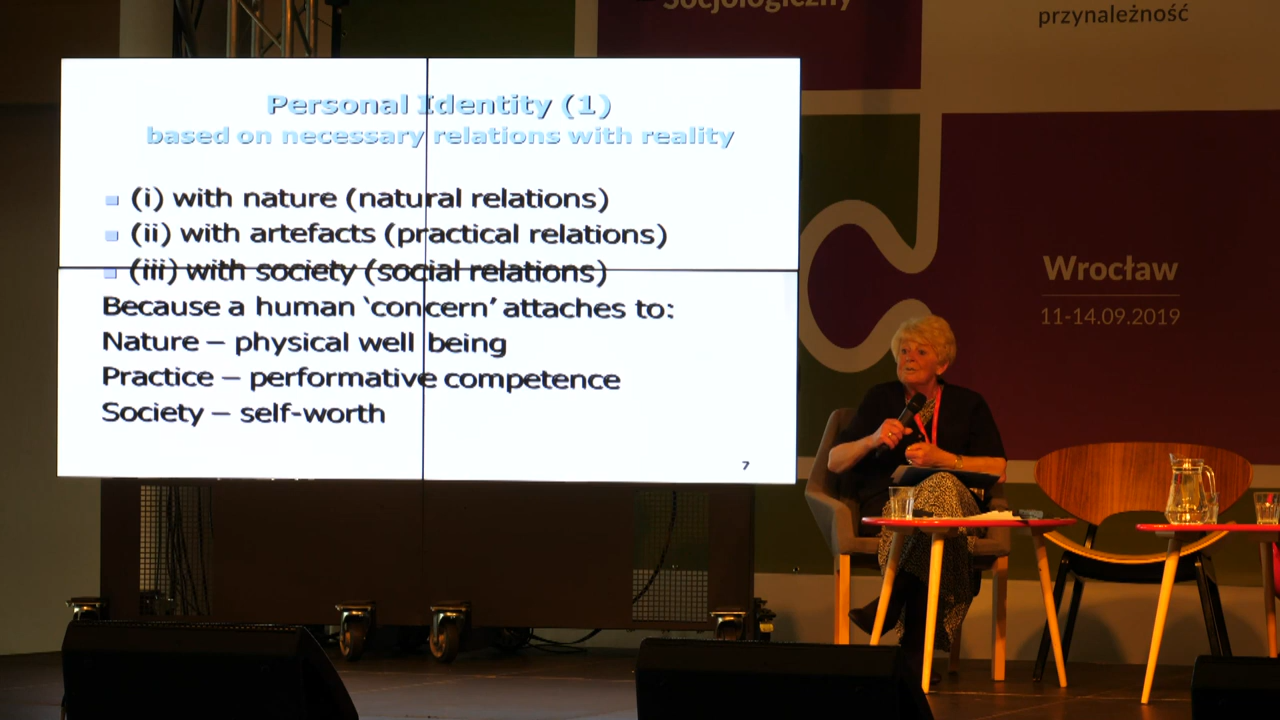 Socjologiczny
przynależność
Personal Identity (1)
based on necessary relations with reality
(i) with nature (natural relations)
(ii) with artefacts (practical relations)
(iii) with society (social relations)
Because a human ‘concern’ attaches to:
Nature – physical well being
Practice – performative competence
Society – self-worth
7
Wrocław
11-14.09.2019